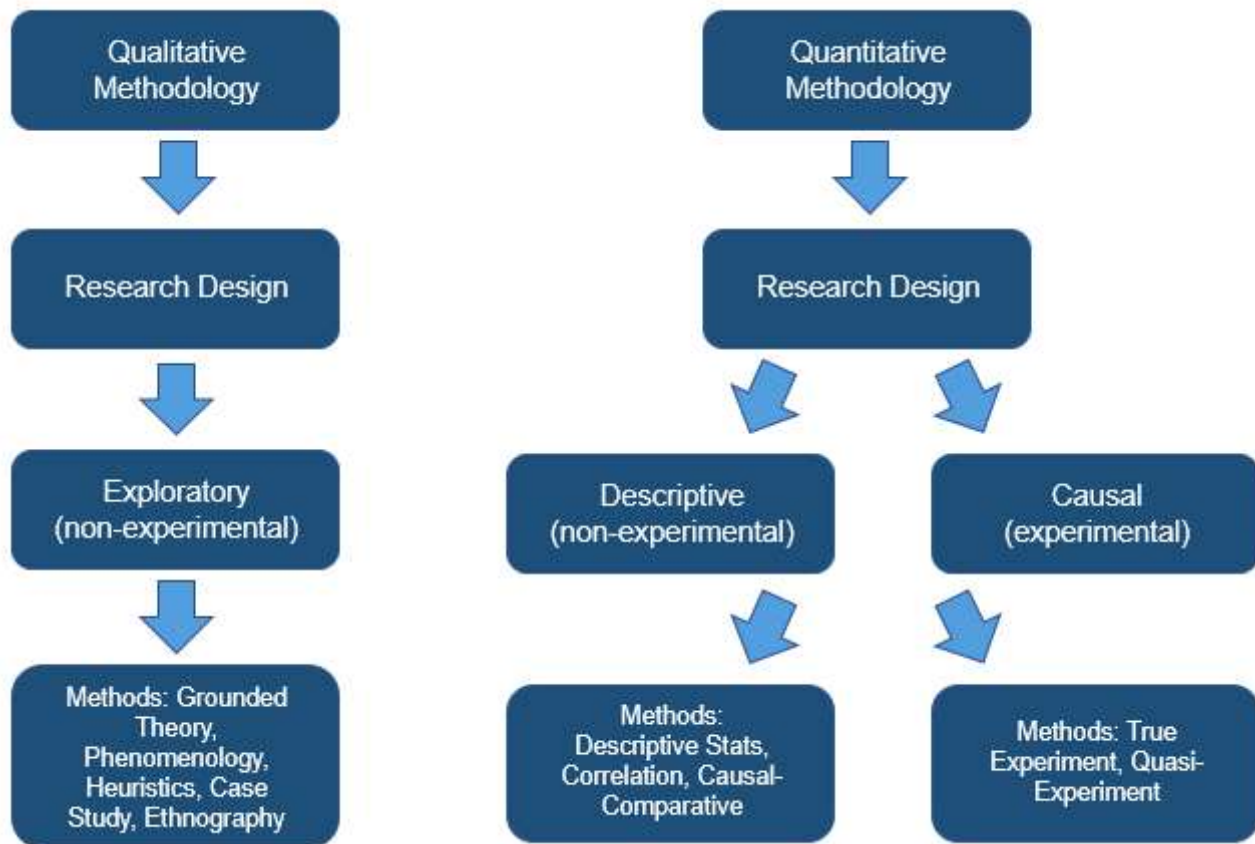 Qualitative
Methodology
Quantitative
Methodology
Research Design
Research Design
Exploratory
(non-experimental)
Descriptive
(non-experimental)
Causal
(experimental)
Methods: Grounded
Theory,
Phenomenology,
Heuristics, Case
Study, Ethnography
Methods:
Descriptive Stats,
Correlation, Causal-
Comparative
Methods: True
Experiment, Quasi-
Experiment